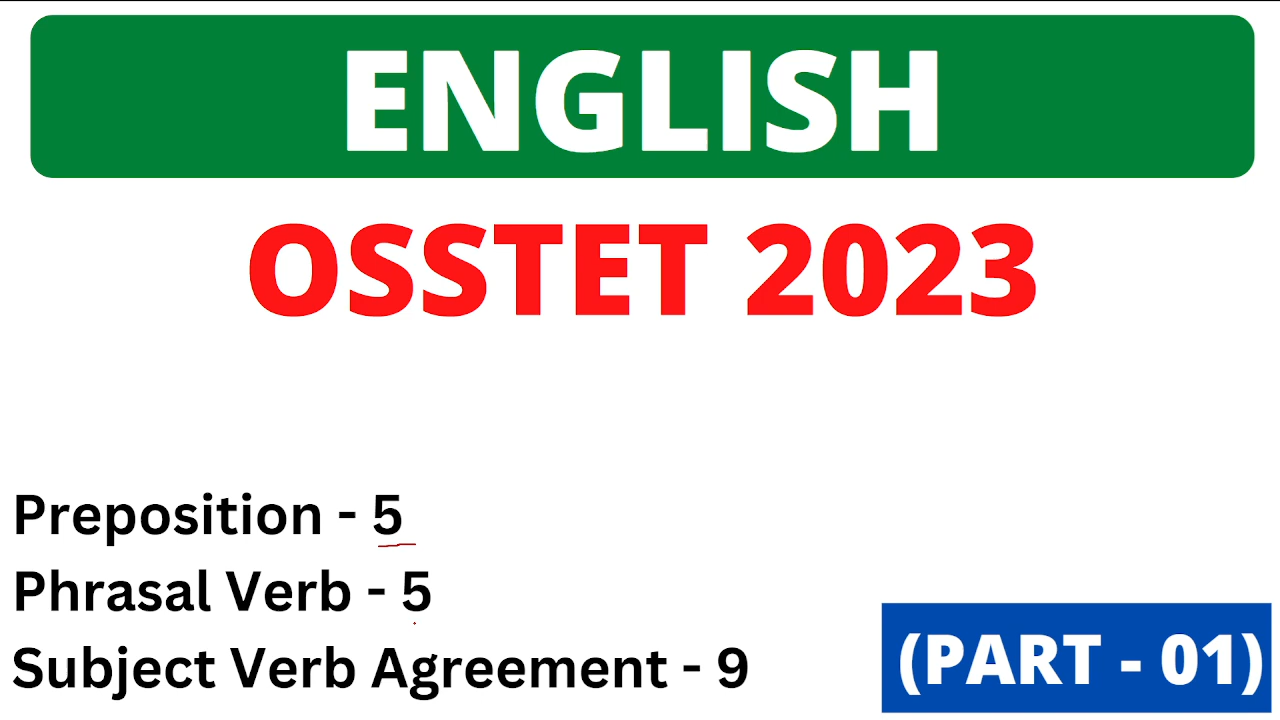 ENGLISH
OSSTET 2023
Preposition - 5
Phrasal Verb - 5
Subject Verb Agreement - 9
(PART - 01)